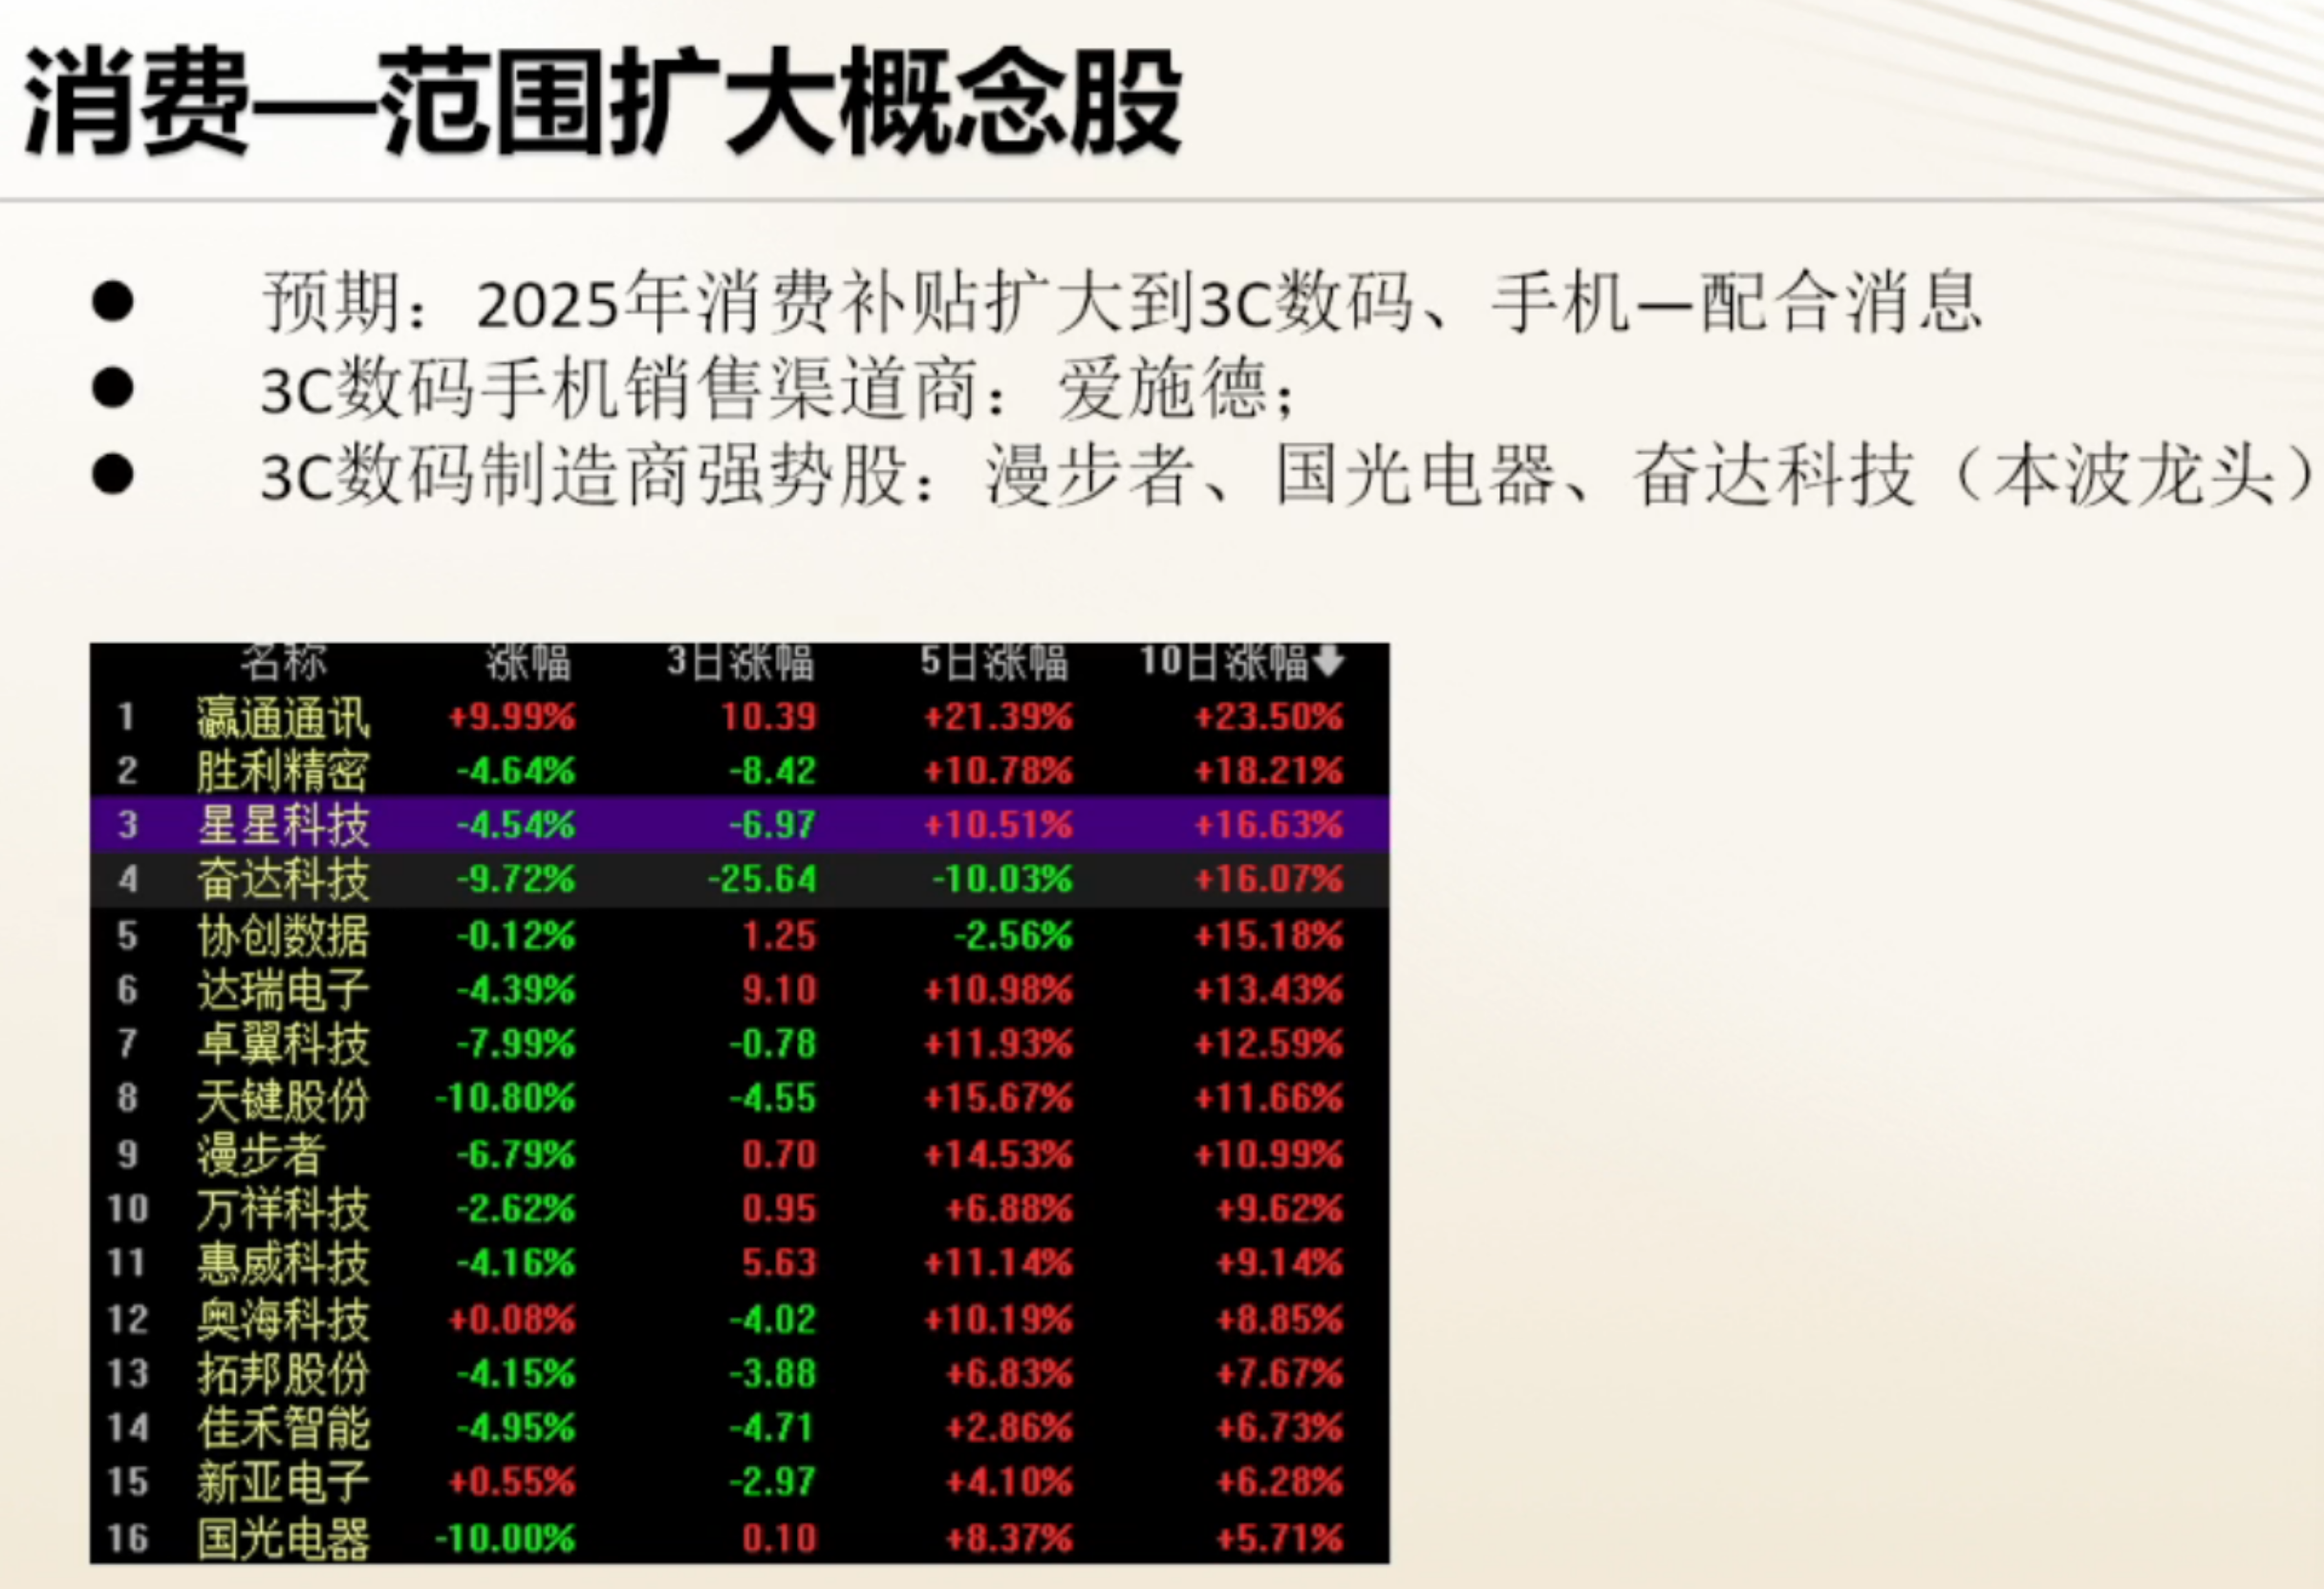 消费—范围扩大概念股
● 预期：2025年消费补贴扩大到3C数码、手机—配合消息
● 3C数码手机销售渠道商：爱施德；
● 3C数码制造商强势股：漫步者、国光电器、奋达科技（本波龙头）
名称 涨幅 3日涨幅 5日涨幅 10日涨幅↓
1 瀛通通讯 +9.99% 10.39 +21.39% +23.50%
2 胜利精密 -4.64% -8.42 +10.78% +18.21%
3 星星科技 -4.54% -6.97 +10.51% +16.63%
4 奋达科技 -9.72% -25.64 -10.03% +16.07%
5 协创数据 -0.12% 1.25 -2.56% +15.18%
6 达瑞电子 -4.39% 9.10 +10.98% +13.43%
7 卓翼科技 -7.99% -0.78 +11.93% +12.59%
8 天键股份 -10.80% -4.55 +15.67% +11.66%
9 漫步者 -6.79% 0.70 +14.53% +10.99%
10 万祥科技 -2.62% 0.95 +6.88% +9.62%
11 惠威科技 -4.16% 5.63 +11.14% +9.14%
12 奥海科技 +0.08% -4.02 +10.19% +8.85%
13 拓邦股份 -4.15% -3.88 +6.83% +7.67%
14 佳禾智能 -4.95% -4.71 +2.86% +6.73%
15 新亚电子 +0.55% -2.97 +4.10% +6.28%
16 国光电器 -10.00% 0.10 +8.37% +5.71%